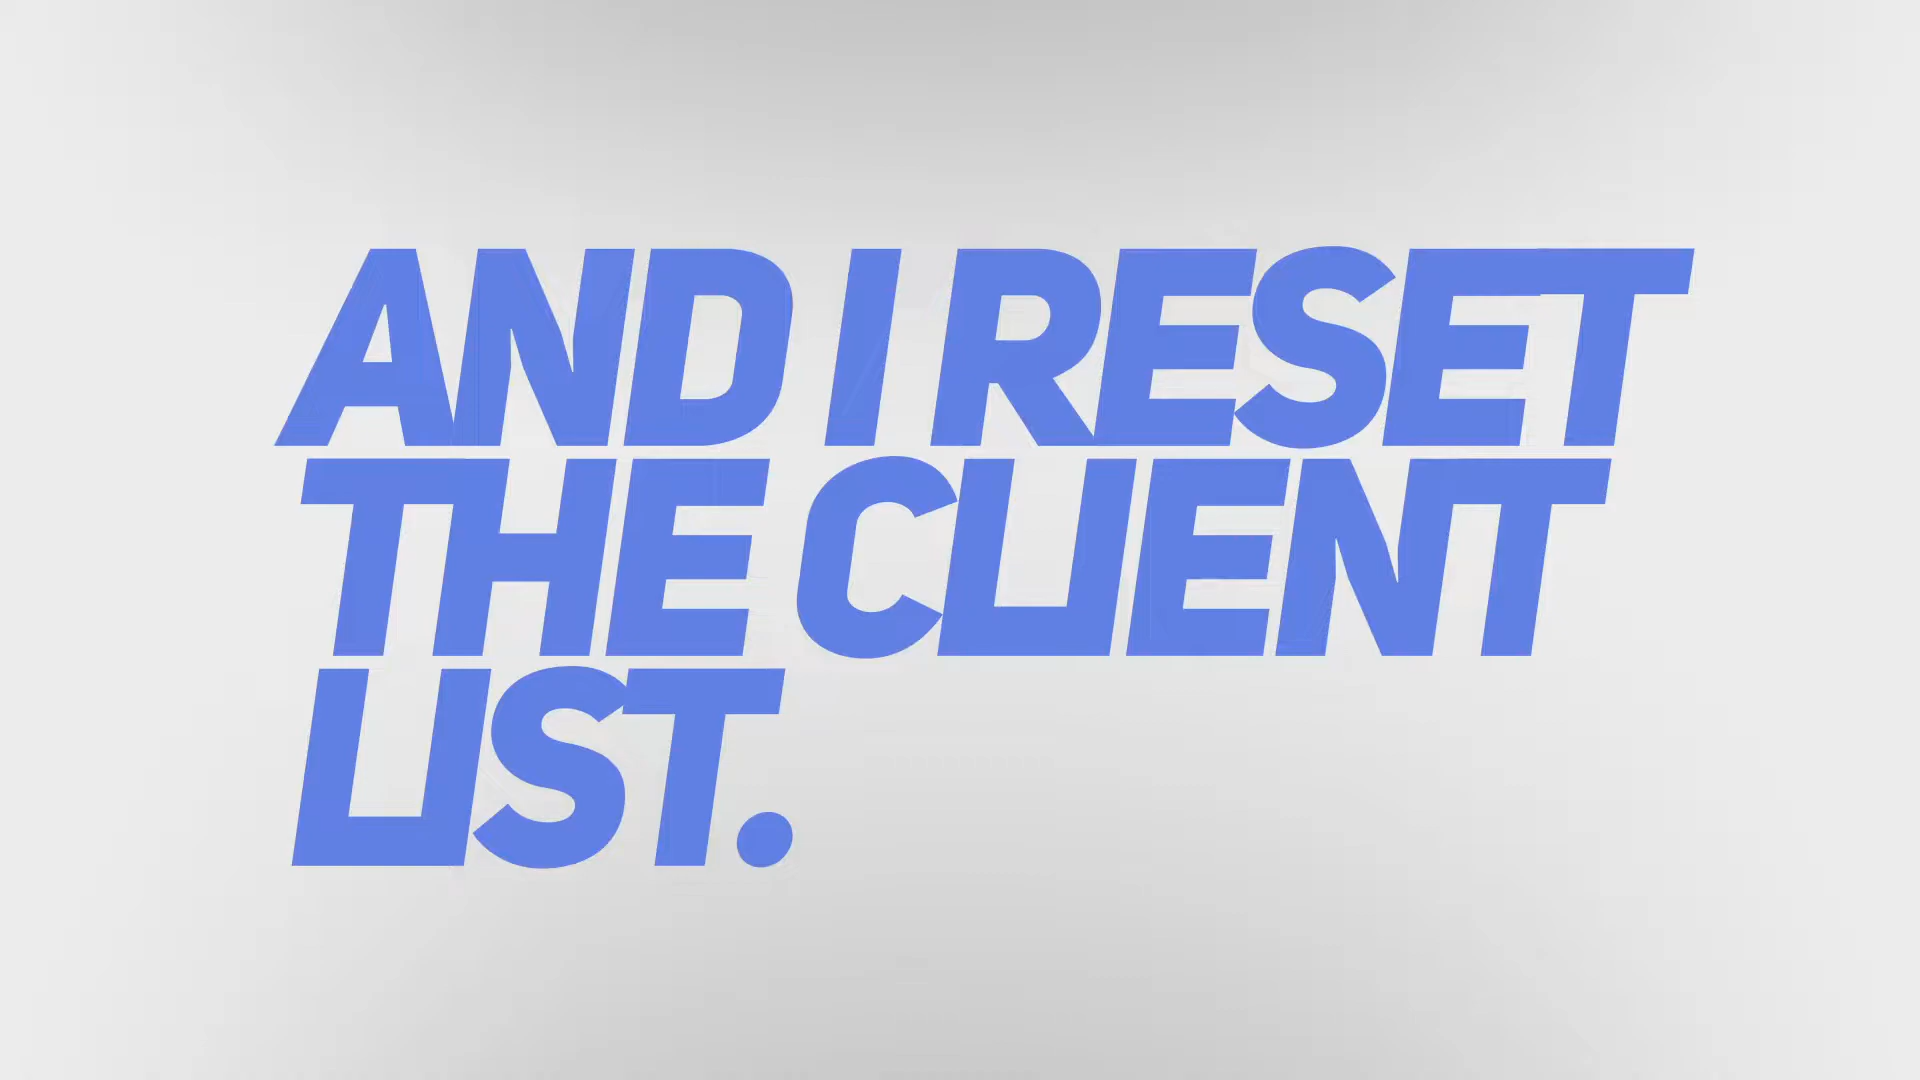 AND I RESET
THE CLIENT
LIST.